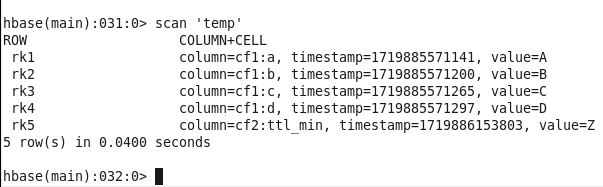 hbase(main):031:0> scan 'temp'
ROW COLUMN+CELL
rk1 column=cf1:a, timestamp=1719885571141, value=A
rk2 column=cf1:b, timestamp=1719885571200, value=B
rk3 column=cf1:c, timestamp=1719885571265, value=C
rk4 column=cf1:d, timestamp=1719885571297, value=D
rk5 column=cf2:ttl_min, timestamp=1719886153803, value=Z
5 row(s) in 0.0400 seconds
hbase(main):032:0>